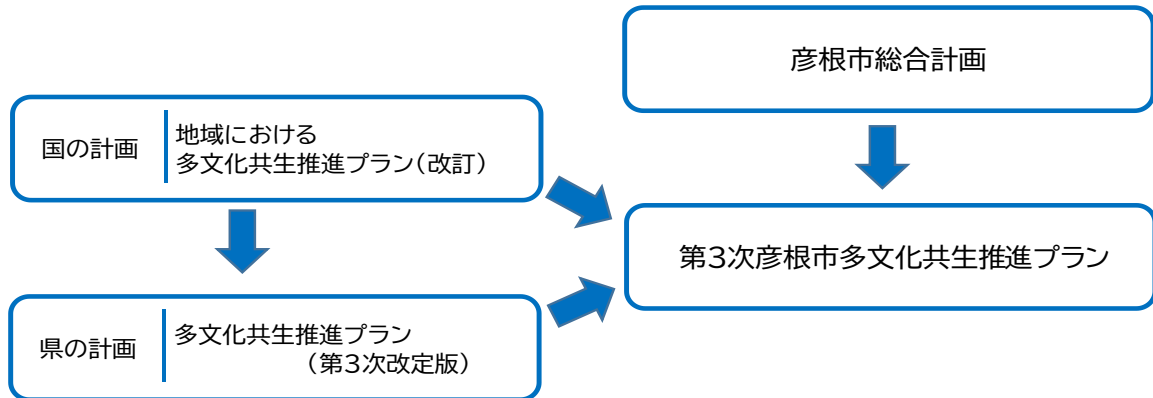 彦根市総合計画
国の計画
地域における
多文化共生推進プラン（改訂）
第3次彦根市多文化共生推進プラン
県の計画
多文化共生推進プラン
（第3次改定版）